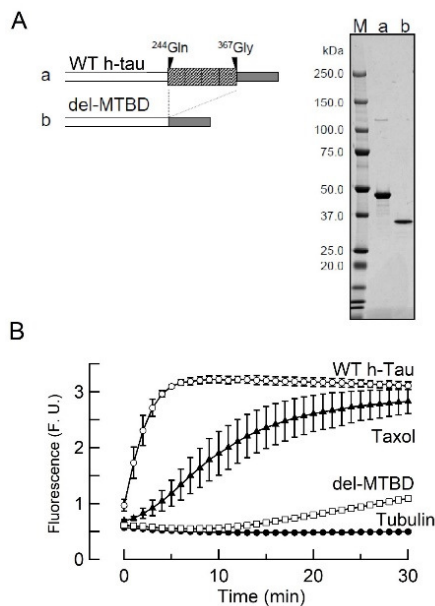 A
WT h-tau
²⁴⁴Gln
³⁶⁷Gly
a
del-MTBD
b
M a b
kDa
250.0
150.0
100.0
75.0
50.0
37.0
25.0
20.0
B
Fluorescence (F. U.)
3
2
1
0
WT h-Tau
Taxol
del-MTBD
Tubulin
0 10 20 30
Time (min)